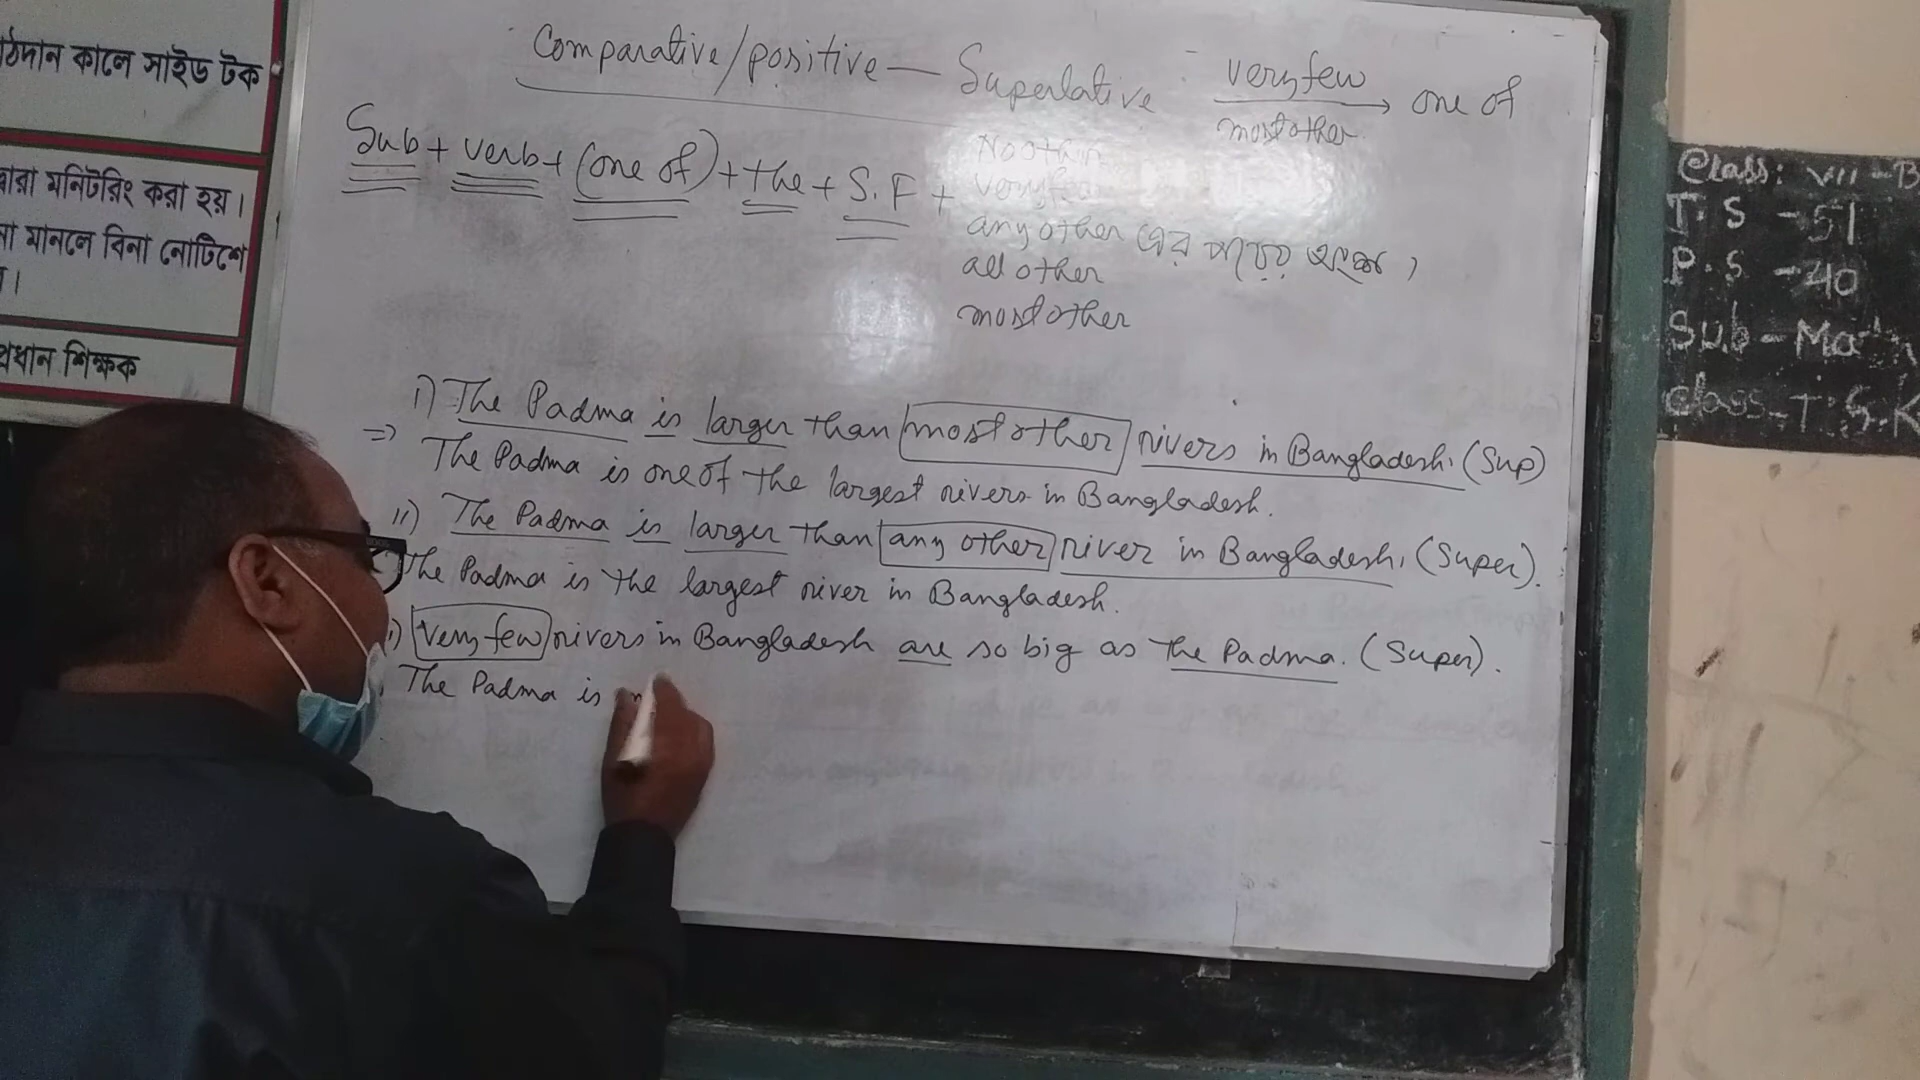 ঠদান কালে সাইড টক
দ্বারা মনিটরিং করা হয়।
না মানলে বিনা নোটিশে
।
প্রধান শিক্ষক
Comparative/positive — Superlative
very few
most other → one of
Sub + verb + (one of) + the + S.F +
No other
very few
any other এর পরের অংশ ।
all other
most other
i) The Padma is larger than most other rivers in Bangladesh. (Sup)
=> The Padma is one of the largest rivers in Bangladesh.
ii) The Padma is larger than any other river in Bangladesh. (Super).
The Padma is the largest river in Bangladesh.
i) Very few rivers in Bangladesh are so big as the Padma. (Super).
The Padma is
Class: VII - B
T.S - 51
P.S - 40
Sub - Math
Class-T: S.K